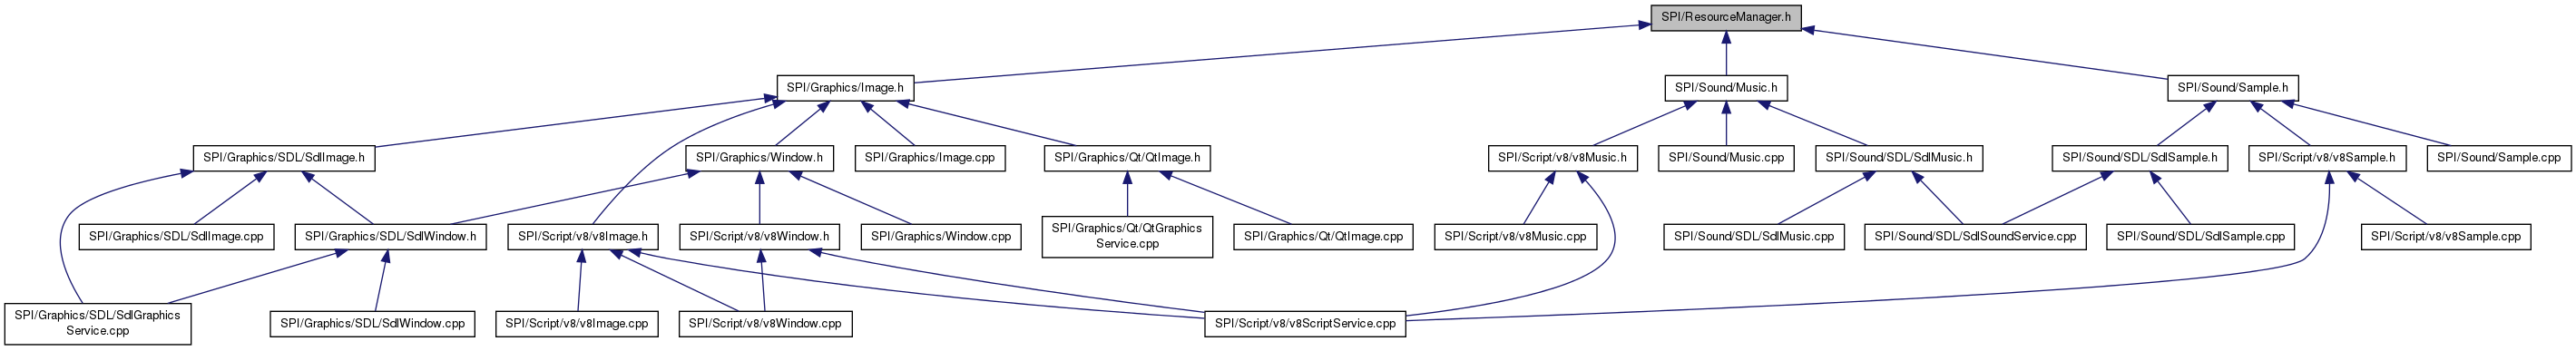 SPI/ResourceManager.h
SPI/Graphics/Image.h
SPI/Sound/Music.h
SPI/Sound/Sample.h
SPI/Graphics/SDL/SdlImage.h
SPI/Graphics/Window.h
SPI/Graphics/Image.cpp
SPI/Graphics/Qt/QtImage.h
SPI/Script/v8/v8Music.h
SPI/Sound/Music.cpp
SPI/Sound/SDL/SdlMusic.h
SPI/Sound/SDL/SdlSample.h
SPI/Script/v8/v8Sample.h
SPI/Sound/Sample.cpp
SPI/Graphics/SDL/SdlImage.cpp
SPI/Graphics/SDL/SdlWindow.h
SPI/Script/v8/v8Image.h
SPI/Script/v8/v8Window.h
SPI/Graphics/Window.cpp
SPI/Graphics/Qt/QtGraphics
Service.cpp
SPI/Graphics/Qt/QtImage.cpp
SPI/Script/v8/v8Music.cpp
SPI/Sound/SDL/SdlMusic.cpp
SPI/Sound/SDL/SdlSoundService.cpp
SPI/Sound/SDL/SdlSample.cpp
SPI/Script/v8/v8Sample.cpp
SPI/Graphics/SDL/SdlGraphics
Service.cpp
SPI/Graphics/SDL/SdlWindow.cpp
SPI/Script/v8/v8Image.cpp
SPI/Script/v8/v8Window.cpp
SPI/Script/v8/v8ScriptService.cpp